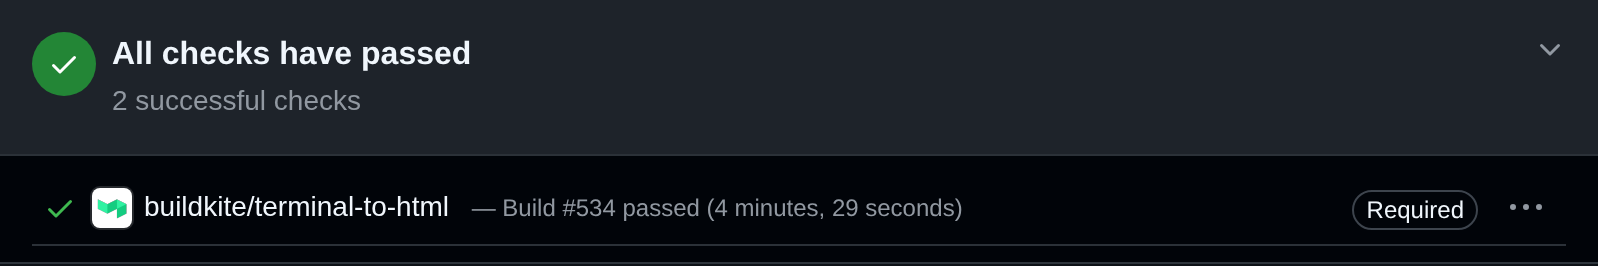 All checks have passed
2 successful checks
buildkite/terminal-to-html — Build #534 passed (4 minutes, 29 seconds) Required